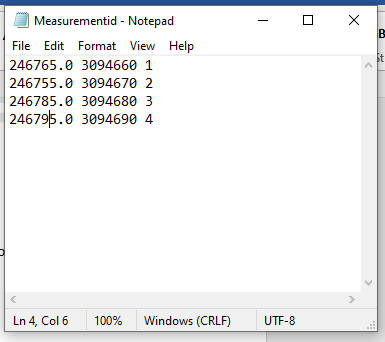 Measurementid - Notepad
File Edit Format View Help
246765.0 3094660 1
246755.0 3094670 2
246785.0 3094680 3
246795.0 3094690 4
Ln 4, Col 6 100% Windows (CRLF) UTF-8